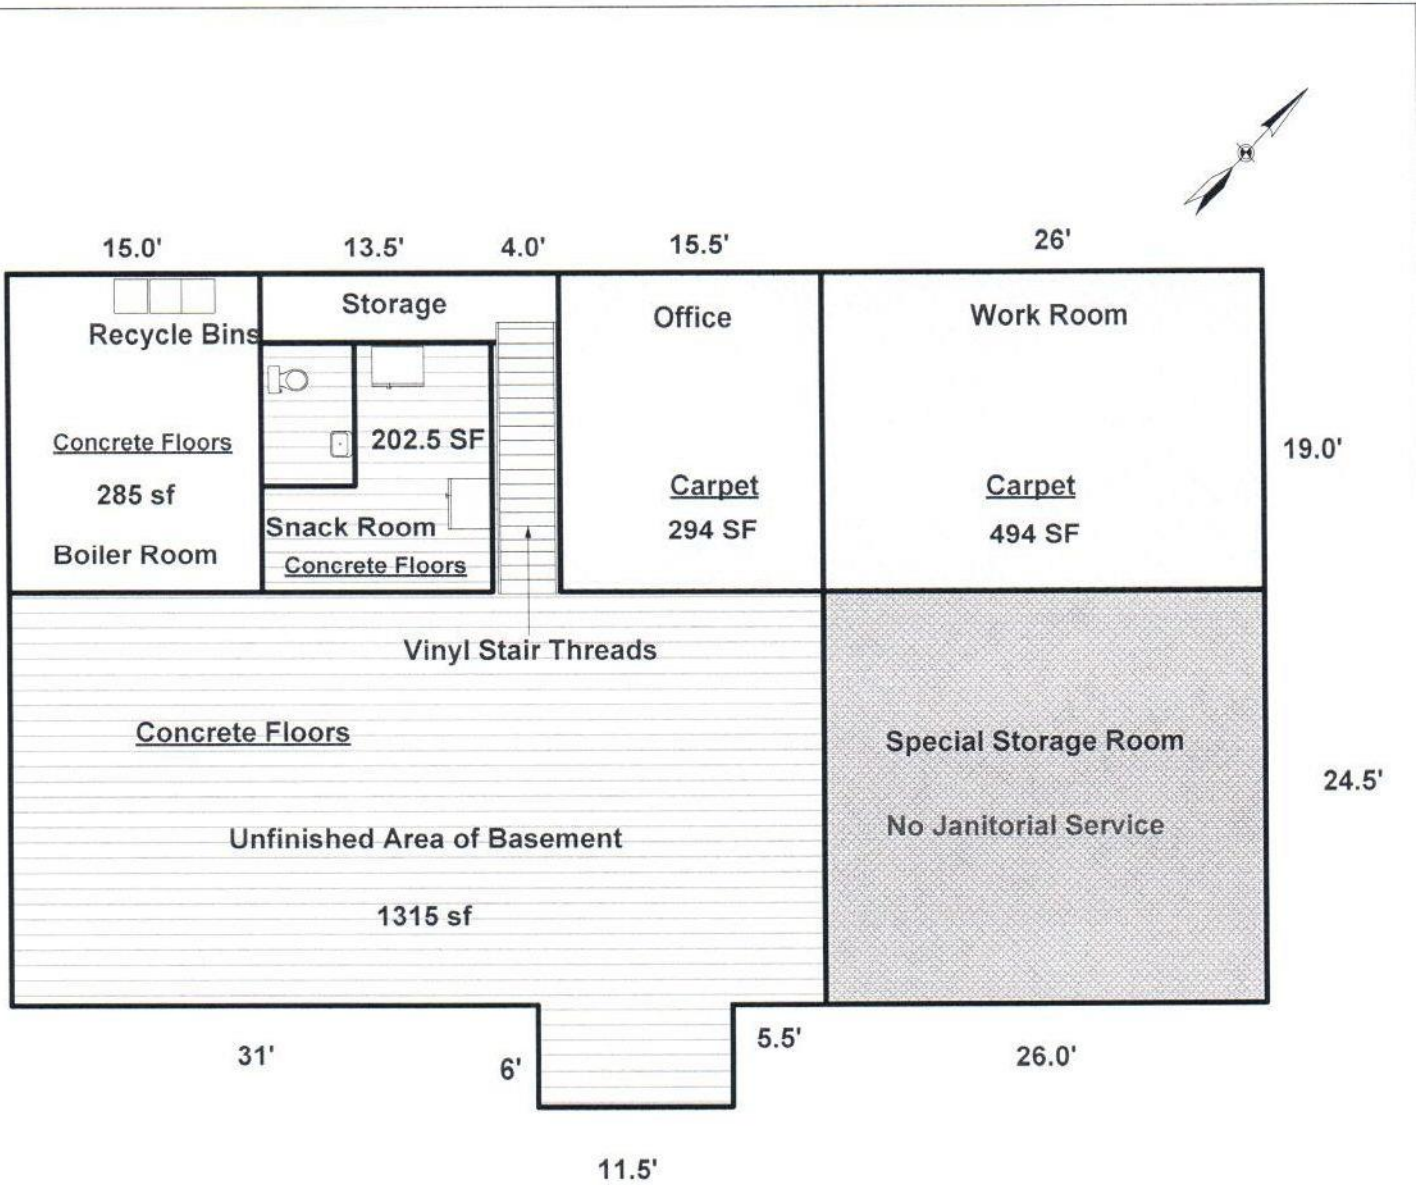 15.0'
13.5'
4.0'
15.5'
26'
Recycle Bins
Storage
Office
Work Room
Concrete Floors
285 sf
Boiler Room
202.5 SF
Snack Room
Concrete Floors
Carpet
294 SF
Carpet
494 SF
19.0'
Vinyl Stair Threads
Concrete Floors
Unfinished Area of Basement
1315 sf
Special Storage Room
No Janitorial Service
24.5'
31'
6'
5.5'
26.0'
11.5'